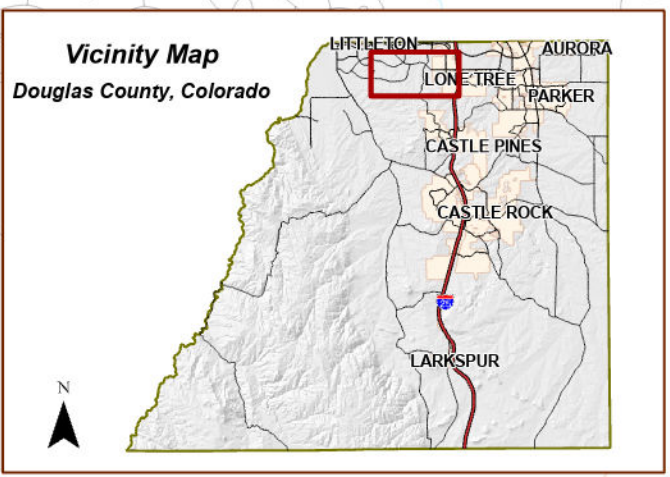 Vicinity Map
Douglas County, Colorado
LITTLETON
AURORA
LONE TREE
PARKER
CASTLE PINES
CASTLE ROCK
LARKSPUR
N